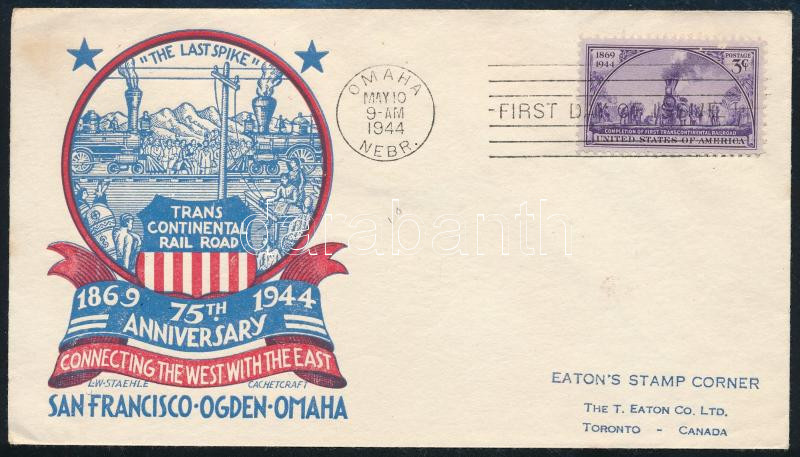 "THE LAST SPIKE"
TRANS
CONTINENTAL
RAIL ROAD
1869 75TH 1944
ANNIVERSARY
CONNECTING THE WEST WITH THE EAST
L·W·STAEHLE CACHETCRAFT
SAN FRANCISCO·OGDEN·OMAHA
OMAHA
MAY 10
9-AM
1944
NEBR.
FIRST DAY OF ISSUE
1869
1944
POSTAGE
3¢
COMPLETION OF FIRST TRANSCONTINENTAL RAILROAD
UNITED STATES OF AMERICA
darabanth
EATON'S STAMP CORNER
THE T. EATON CO. LTD.
TORONTO - CANADA